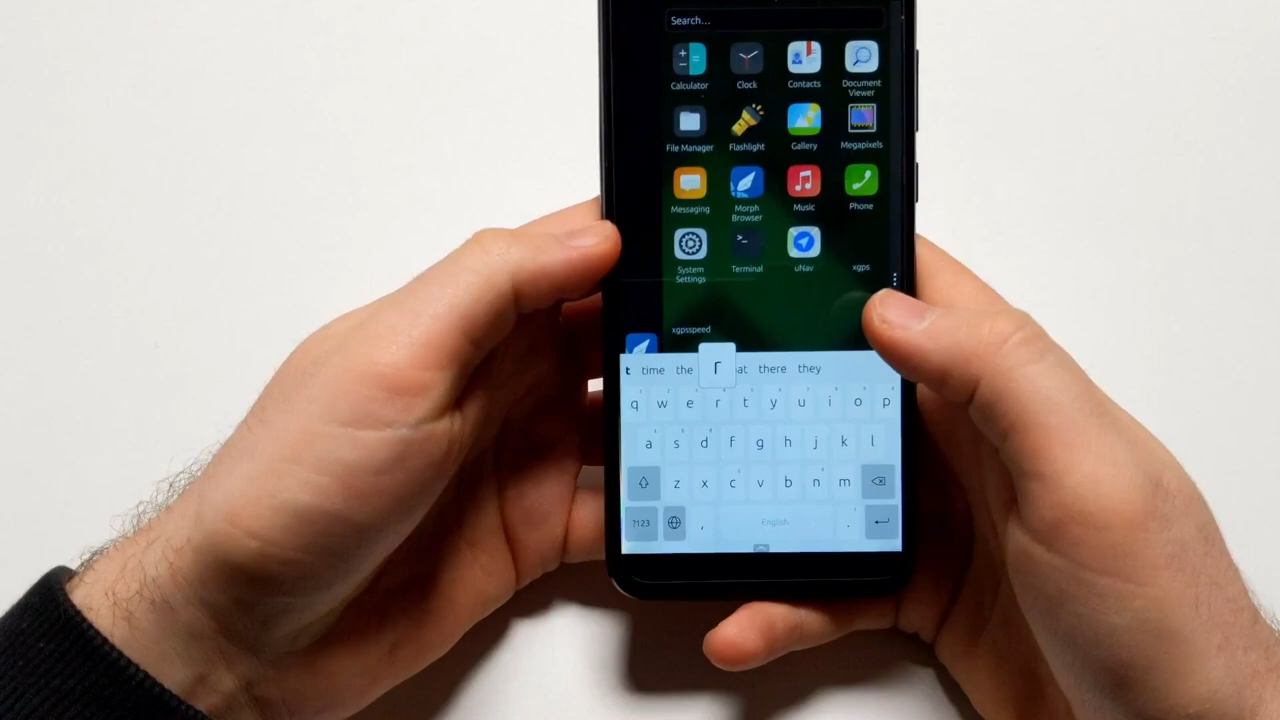 Search...
Calculator Clock Contacts Document Viewer
File Manager Flashlight Gallery Megapixels
Messaging Morph Browser Music Phone
System Settings >_ Terminal uNav xgps
xgpsspeed
t time the r at there they
q w e r t y u i o p
a s d f g h j k l
z x c v b n m
?123 , English .